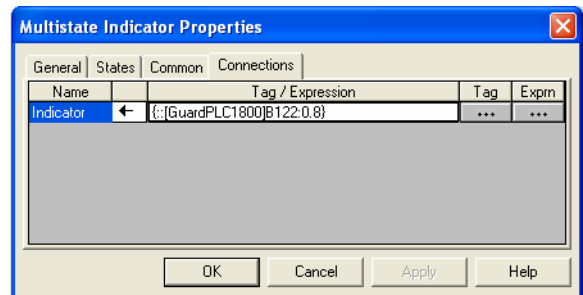 Multistate Indicator Properties
General States Common Connections
Name Tag / Expression Tag Exprn
Indicator {::[GuardPLC1800]B122:0.8} ... ...
OK Cancel Apply Help